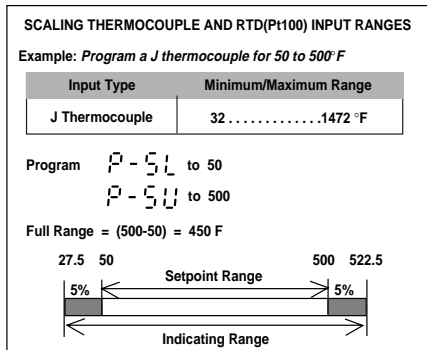 SCALING THERMOCOUPLE AND RTD(Pt100) INPUT RANGES
Example: Program a J thermocouple for 50 to 500°F
Input Type Minimum/Maximum Range
J Thermocouple 32 . . . . . . . . . . . . .1472 °F
Program P-SL to 50
P-SU to 500
Full Range = (500-50) = 450 F
27.5 50 500 522.5
Setpoint Range
5% 5%
Indicating Range